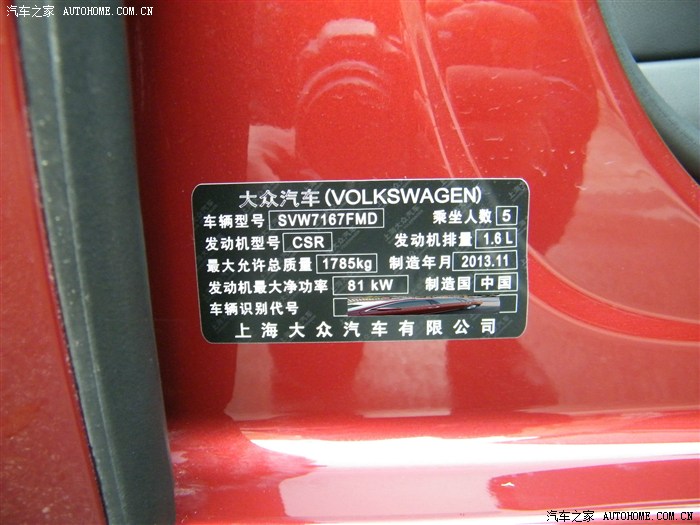 汽车之家 AUTOHOME.COM.CN
大众汽车(VOLKSWAGEN)
车辆型号 SVW7167FMD 乘坐人数 5
发动机型号 CSR 发动机排量 1.6 L
最大允许总质量 1785kg 制造年月 2013.11
发动机最大净功率 81 kW 制造国 中国
车辆识别代号
上海大众汽车有限公司
汽车之家 AUTOHOME.COM.CN